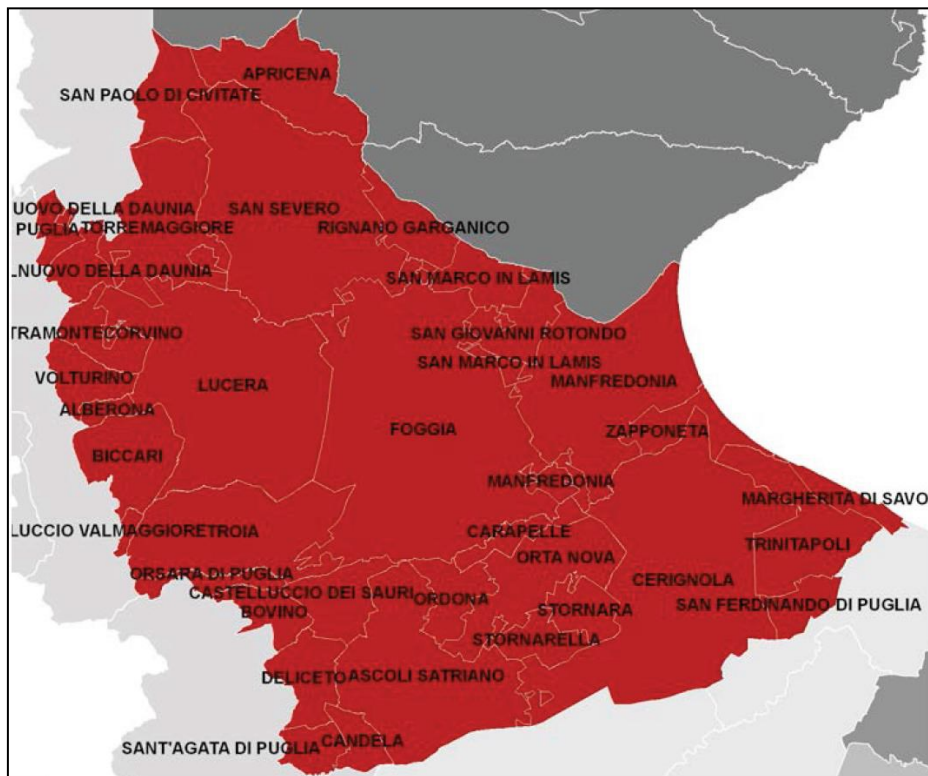 APRICENA
SAN PAOLO DI CIVITATE
UOVO DELLA DAUNIA
SAN SEVERO
PUGLIA
TORREMAGGIORE
RIGNANO GARGANICO
LNUOVO DELLA DAUNIA
SAN MARCO IN LAMIS
TRAMONTECORVINO
SAN GIOVANNI ROTONDO
SAN MARCO IN LAMIS
VOLTURINO
LUCERA
MANFREDONIA
ALBERONA
FOGGIA
ZAPPONETA
BICCARI
MANFREDONIA
MARGHERITA DI SAVO
LUCCIO VALMAGGIORE
TROIA
CARAPELLE
ORTA NOVA
TRINITAPOLI
ORSARA DI PUGLIA
CASTELLUCCIO DEI SAURI
ORDONA
CERIGNOLA
BOVINO
STORNARA
SAN FERDINANDO DI PUGLIA
STORNARELLA
DELICETO
ASCOLI SATRIANO
SANT'AGATA DI PUGLIA
CANDELA